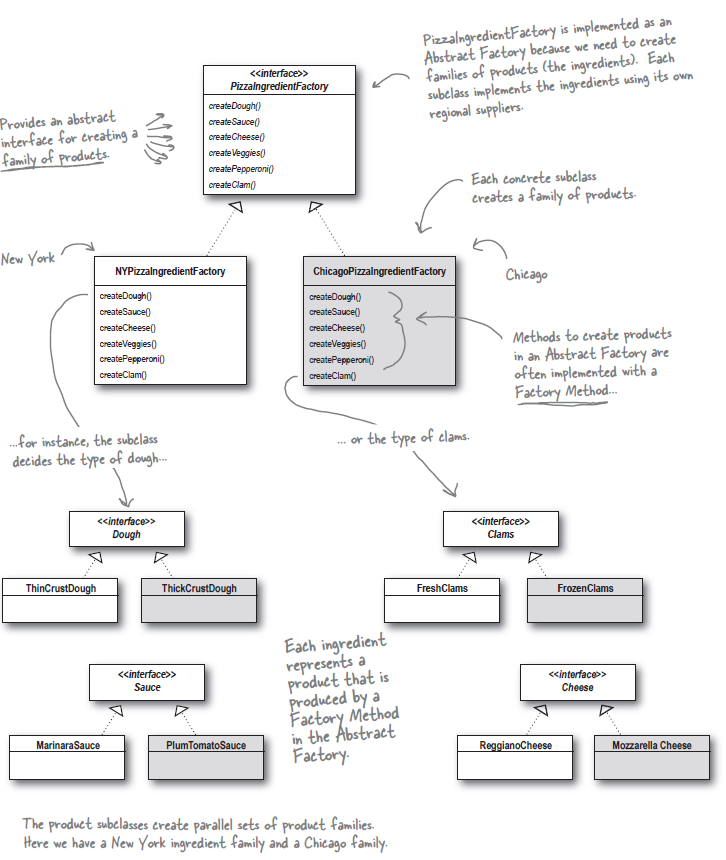 PizzaIngredientFactory is implemented as an
Abstract Factory because we need to create
families of products (the ingredients). Each
subclass implements the ingredients using its own
regional suppliers.
<<interface>>
PizzaIngredientFactory
createDough()
createSauce()
createCheese()
createVeggies()
createPepperoni()
createClam()
Provides an abstract
interface for creating a
family of products.
Each concrete subclass
creates a family of products.
New York
Chicago
NYPizzaIngredientFactory
createDough()
createSauce()
createCheese()
createVeggies()
createPepperoni()
createClam()
ChicagoPizzaIngredientFactory
createDough()
createSauce()
createCheese()
createVeggies()
createPepperoni()
createClam()
Methods to create products
in an Abstract Factory are
often implemented with a
Factory Method...
...for instance, the subclass
decides the type of dough...
... or the type of clams.
<<interface>>
Dough
ThinCrustDough
ThickCrustDough
<<interface>>
Clams
FreshClams
FrozenClams
Each ingredient
represents a
product that is
produced by a
Factory Method
in the Abstract
Factory.
<<interface>>
Sauce
MarinaraSauce
PlumTomatoSauce
<<interface>>
Cheese
ReggianoCheese
Mozzarella Cheese
The product subclasses create parallel sets of product families.
Here we have a New York ingredient family and a Chicago family.